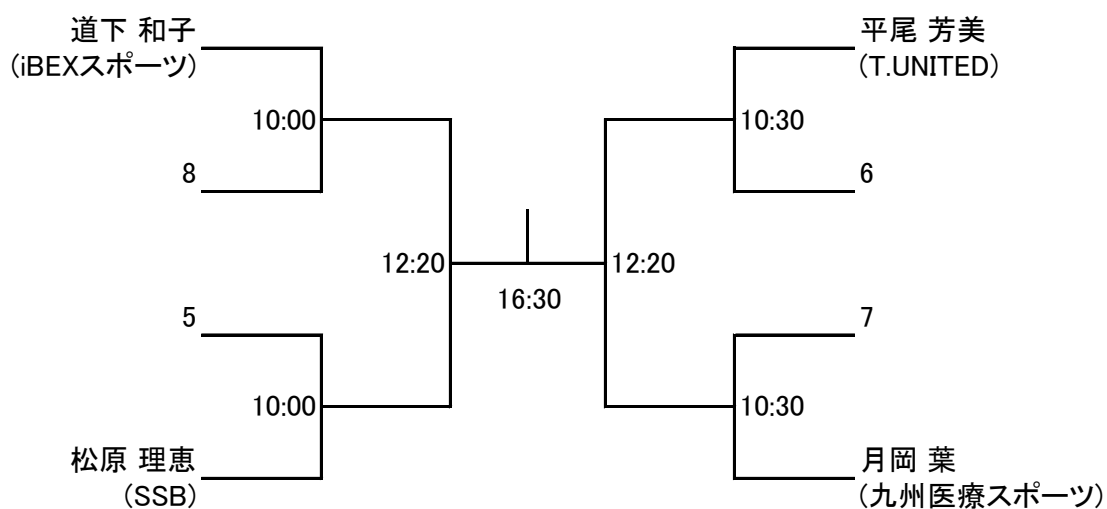 道下 和子
(iBEXスポーツ)
10:00
8
12:20
5
10:00
松原 理恵
(SSB)
16:30
平尾 芳美
(T.UNITED)
10:30
6
12:20
7
10:30
月岡 葉
(九州医療スポーツ)